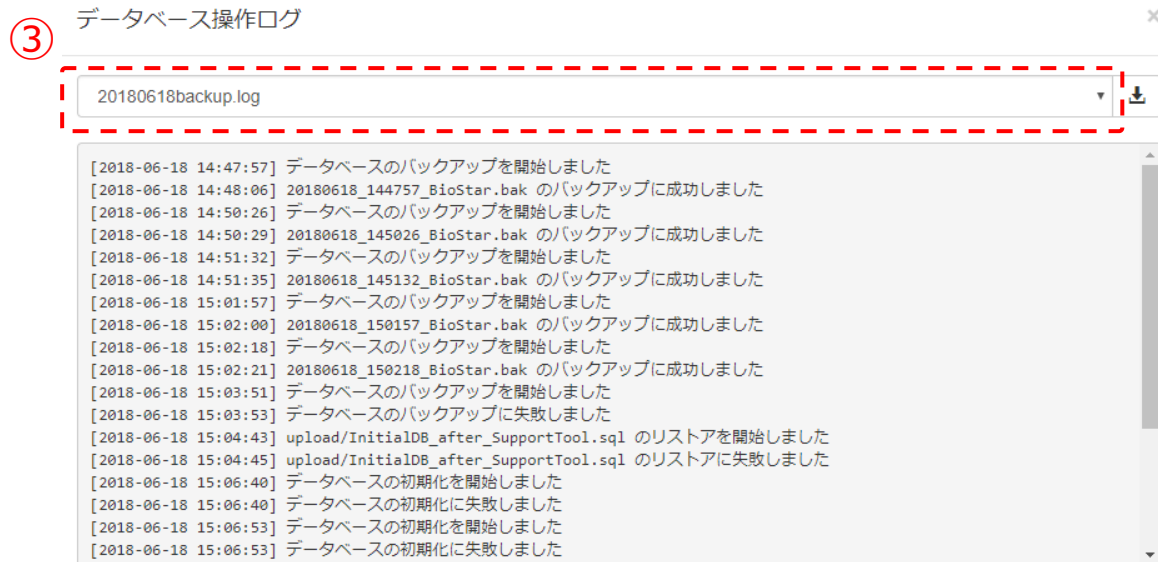 ③
データベース操作ログ
×
20180618backup.log
[2018-06-18 14:47:57] データベースのバックアップを開始しました
[2018-06-18 14:48:06] 20180618_144757_BioStar.bak のバックアップに成功しました
[2018-06-18 14:50:26] データベースのバックアップを開始しました
[2018-06-18 14:50:29] 20180618_145026_BioStar.bak のバックアップに成功しました
[2018-06-18 14:51:32] データベースのバックアップを開始しました
[2018-06-18 14:51:35] 20180618_145132_BioStar.bak のバックアップに成功しました
[2018-06-18 15:01:57] データベースのバックアップを開始しました
[2018-06-18 15:02:00] 20180618_150157_BioStar.bak のバックアップに成功しました
[2018-06-18 15:02:18] データベースのバックアップを開始しました
[2018-06-18 15:02:21] 20180618_150218_BioStar.bak のバックアップに成功しました
[2018-06-18 15:03:51] データベースのバックアップを開始しました
[2018-06-18 15:03:53] データベースのバックアップに失敗しました
[2018-06-18 15:04:43] upload/InitialDB_after_SupportTool.sql のリストアを開始しました
[2018-06-18 15:04:45] upload/InitialDB_after_SupportTool.sql のリストアに失敗しました
[2018-06-18 15:06:40] データベースの初期化を開始しました
[2018-06-18 15:06:40] データベースの初期化に失敗しました
[2018-06-18 15:06:53] データベースの初期化を開始しました
[2018-06-18 15:06:53] データベースの初期化に失敗しました